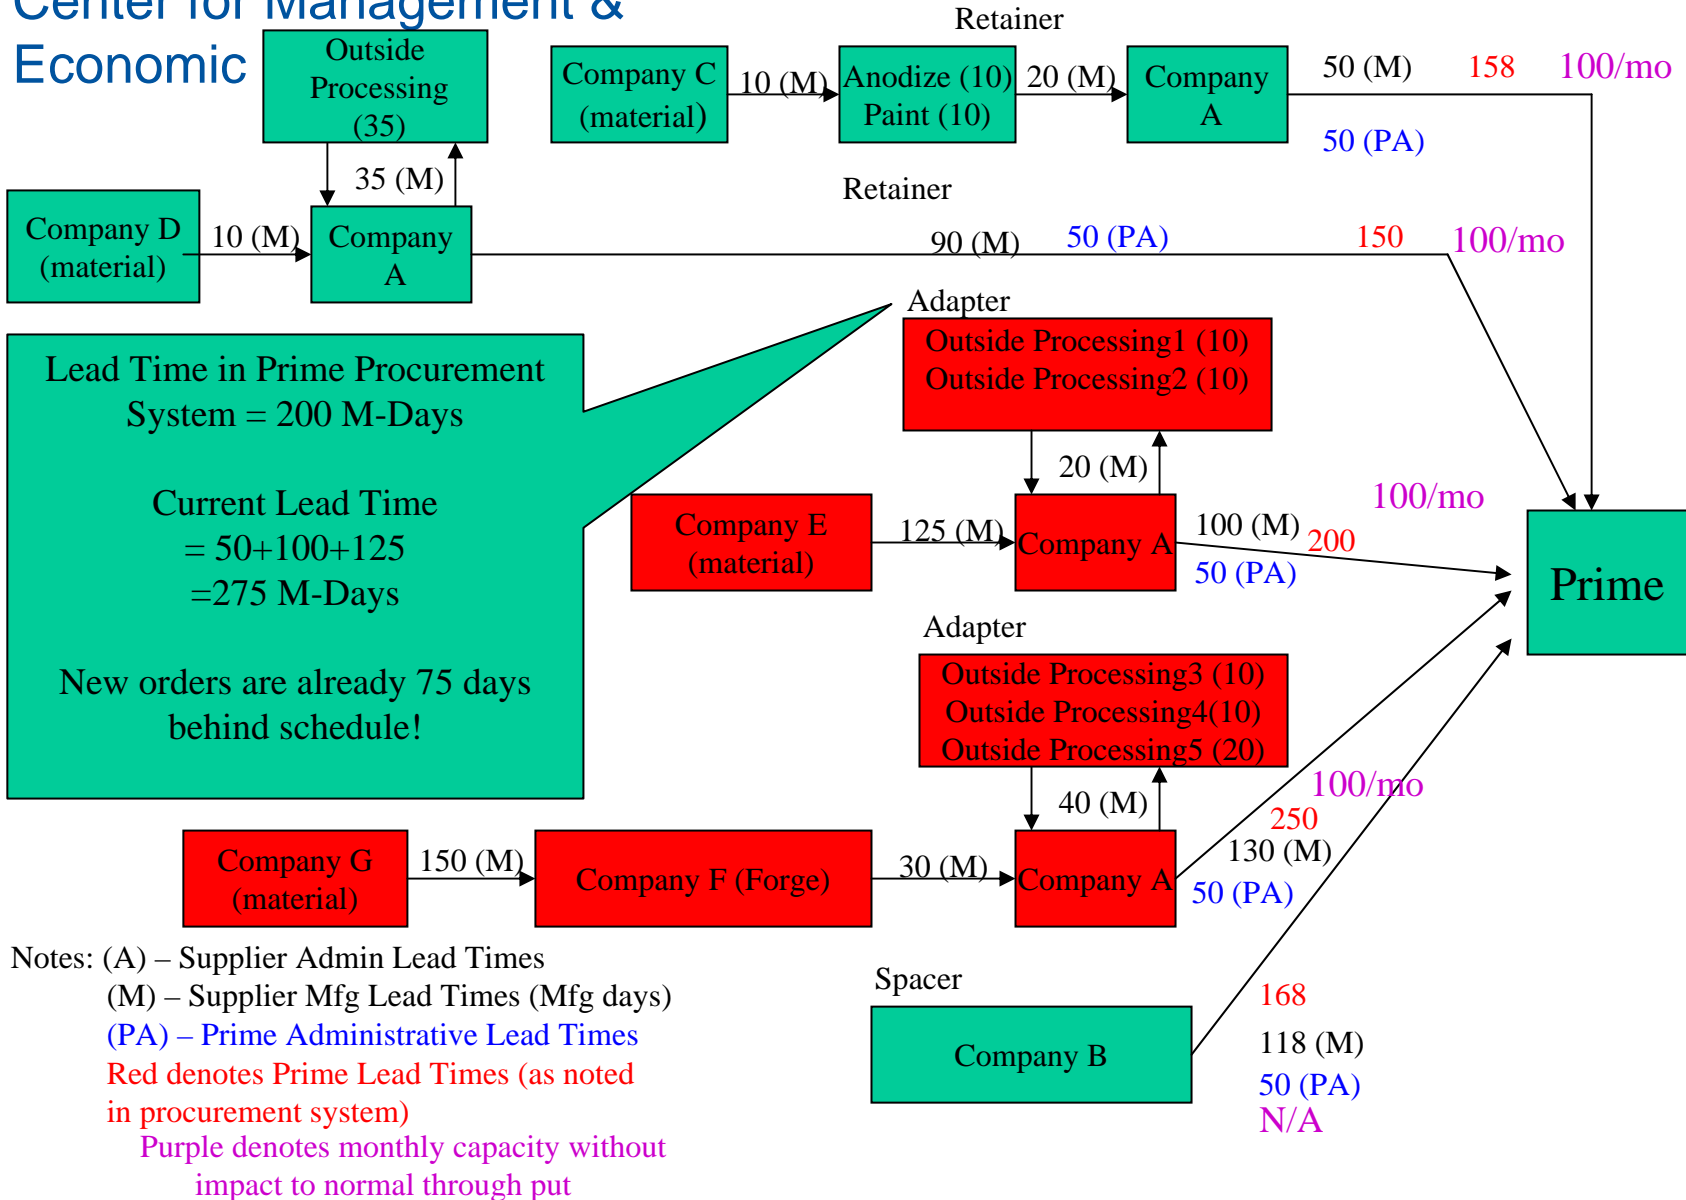 Center for Management &
Economic
Outside
Processing
(35)
35 (M)
Company D
(material)
10 (M)
Company
A
Retainer
Company C
(material)
10 (M)
Anodize (10)
Paint (10)
20 (M)
Company
A
50 (M)
158
100/mo
50 (PA)
Retainer
90 (M)
50 (PA)
150
100/mo
Lead Time in Prime Procurement
System = 200 M-Days
Current Lead Time
= 50+100+125
=275 M-Days
New orders are already 75 days
behind schedule!
Adapter
Outside Processing1 (10)
Outside Processing2 (10)
20 (M)
Company E
(material)
125 (M)
Company A
100 (M)
200
100/mo
50 (PA)
Prime
Adapter
Outside Processing3 (10)
Outside Processing4(10)
Outside Processing5 (20)
40 (M)
Company G
(material)
150 (M)
Company F (Forge)
30 (M)
Company A
100/mo
250
130 (M)
50 (PA)
Spacer
Company B
168
118 (M)
50 (PA)
N/A
Notes: (A) – Supplier Admin Lead Times
(M) – Supplier Mfg Lead Times (Mfg days)
(PA) – Prime Administrative Lead Times
Red denotes Prime Lead Times (as noted
in procurement system)
Purple denotes monthly capacity without
impact to normal through put